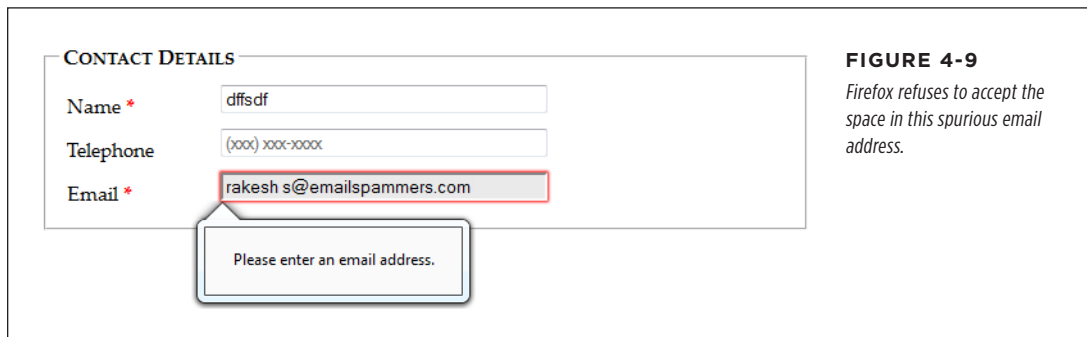 CONTACT DETAILS
Name *
dffsdf
Telephone
(xxx) xxx-xxxx
Email *
rakesh s@emailspammers.com
Please enter an email address.
FIGURE 4-9
Firefox refuses to accept the
space in this spurious email
address.